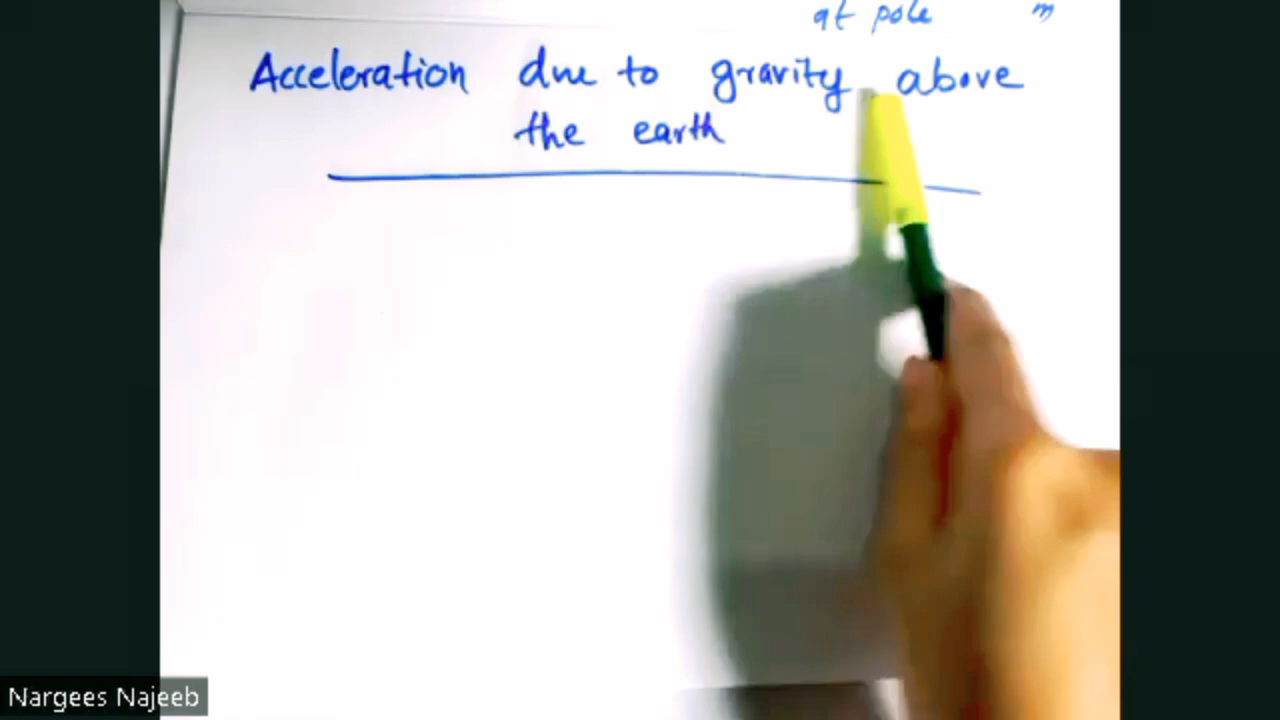 at pole m
Acceleration due to gravity above
the earth
Nargees Najeeb